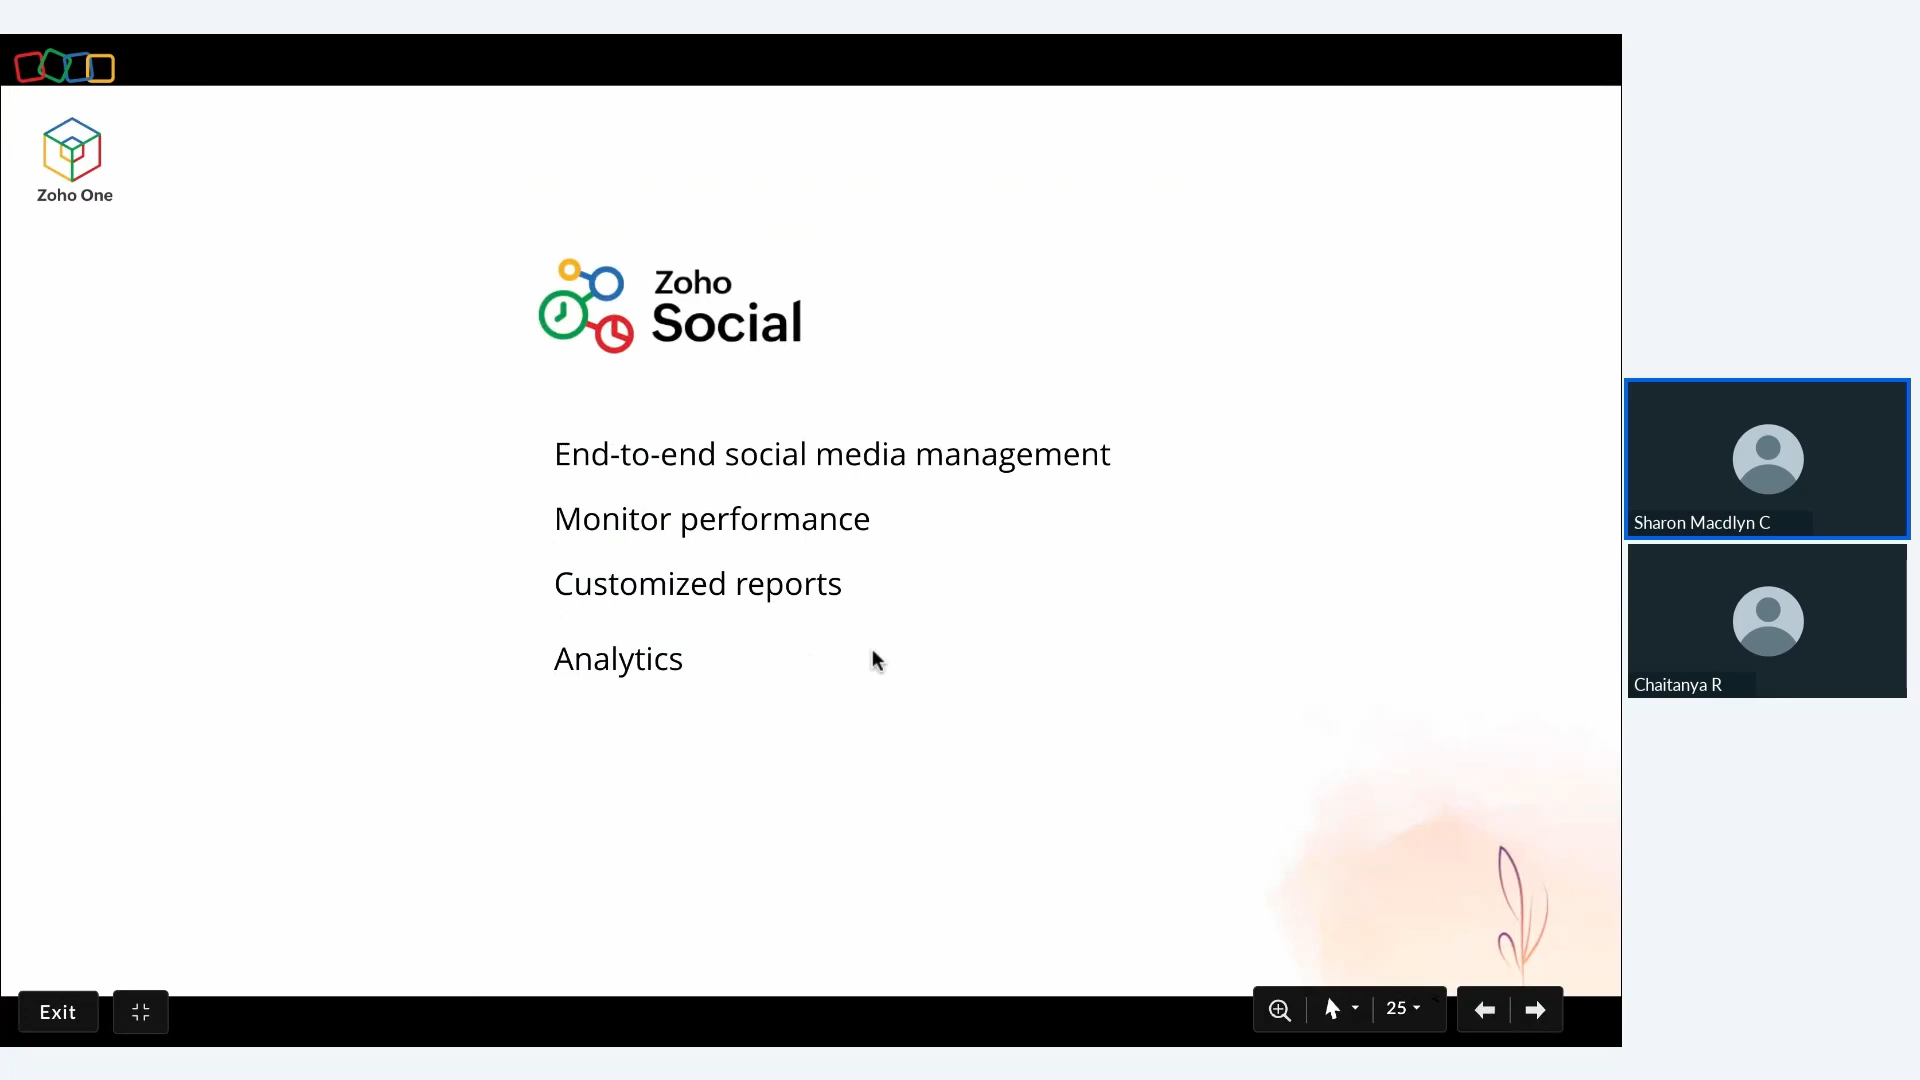 Zoho One
Zoho
Social
End-to-end social media management
Monitor performance
Customized reports
Analytics
Sharon Macdlyn C
Chaitanya R
Exit
25